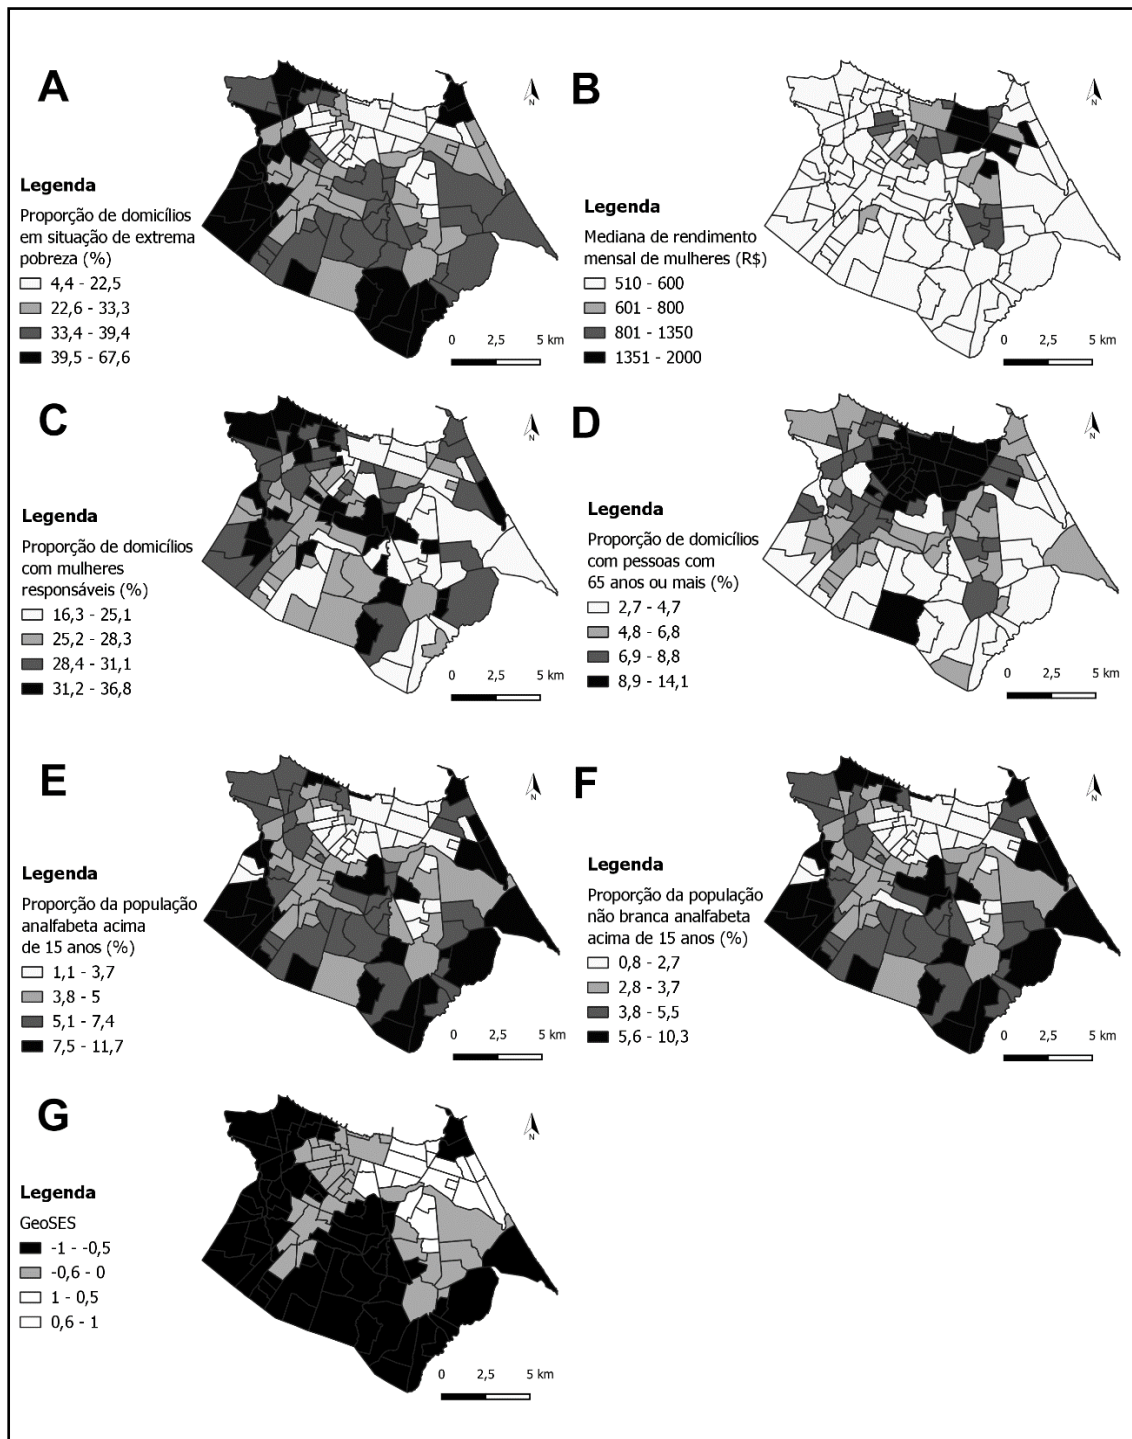 A
N
Legenda
Proporção de domicílios
em situação de extrema
pobreza (%)
4,4 - 22,5
22,6 - 33,3
33,4 - 39,4
39,5 - 67,6
0 2,5 5 km
B
N
Legenda
Mediana de rendimento
mensal de mulheres (R$)
510 - 600
601 - 800
801 - 1350
1351 - 2000
0 2,5 5 km
C
N
Legenda
Proporção de domicílios
com mulheres
responsáveis (%)
16,3 - 25,1
25,2 - 28,3
28,4 - 31,1
31,2 - 36,8
0 2,5 5 km
D
N
Legenda
Proporção de domicílios
com pessoas com
65 anos ou mais (%)
2,7 - 4,7
4,8 - 6,8
6,9 - 8,8
8,9 - 14,1
0 2,5 5 km
E
N
Legenda
Proporção da população
analfabeta acima
de 15 anos (%)
1,1 - 3,7
3,8 - 5
5,1 - 7,4
7,5 - 11,7
0 2,5 5 km
F
N
Legenda
Proporção da população
não branca analfabeta
acima de 15 anos (%)
0,8 - 2,7
2,8 - 3,7
3,8 - 5,5
5,6 - 10,3
0 2,5 5 km
G
N
Legenda
GeoSES
-1 - -0,5
-0,6 - 0
1 - 0,5
0,6 - 1
0 2,5 5 km